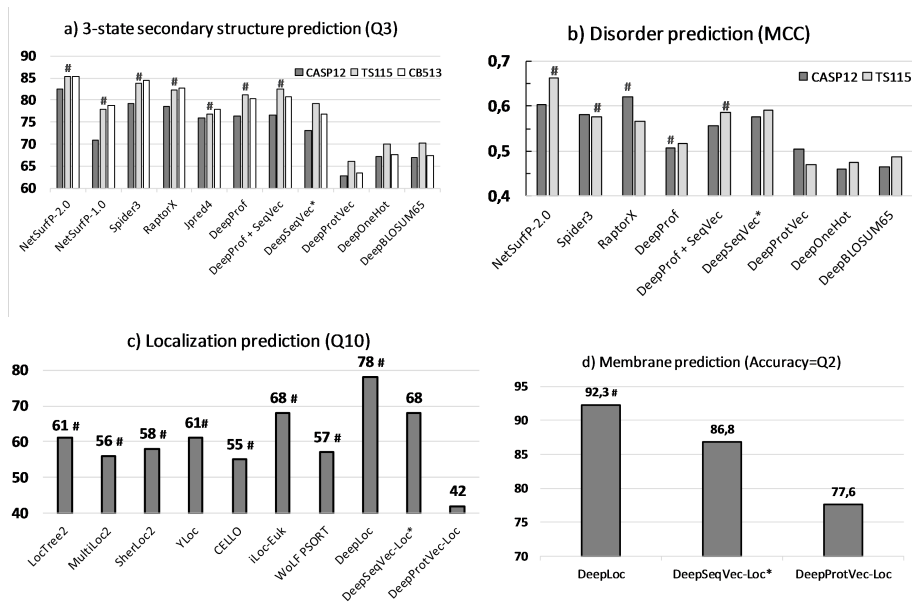 a) 3-state secondary structure prediction (Q3)
90
85
80
75
70
65
60
CASP12 TS115 CB513
# # # # # # #
NetSurfP-2.0
NetSurfP-1.0
Spider3
RaptorX
Jpred4
DeepProf
DeepProf + SeqVec
DeepSeqVec*
DeepProtVec
DeepOneHot
DeepBLOSUM65
b) Disorder prediction (MCC)
0,7
0,6
0,5
0,4
CASP12 TS115
# # # # #
NetSurfP-2.0
Spider3
RaptorX
DeepProf
DeepProf + SeqVec
DeepSeqVec*
DeepProtVec
DeepOneHot
DeepBLOSUM65
c) Localization prediction (Q10)
80
70
60
50
40
61 #
56 #
58 #
61#
55 #
68 #
57 #
78 #
68
42
LocTree2
MultiLoc2
SherLoc2
YLoc
CELLO
iLoc-Euk
WoLF PSORT
DeepLoc
DeepSeqVec-Loc*
DeepProtVec-Loc
d) Membrane prediction (Accuracy=Q2)
95
90
85
80
75
70
92,3 #
86,8
77,6
DeepLoc
DeepSeqVec-Loc*
DeepProtVec-Loc